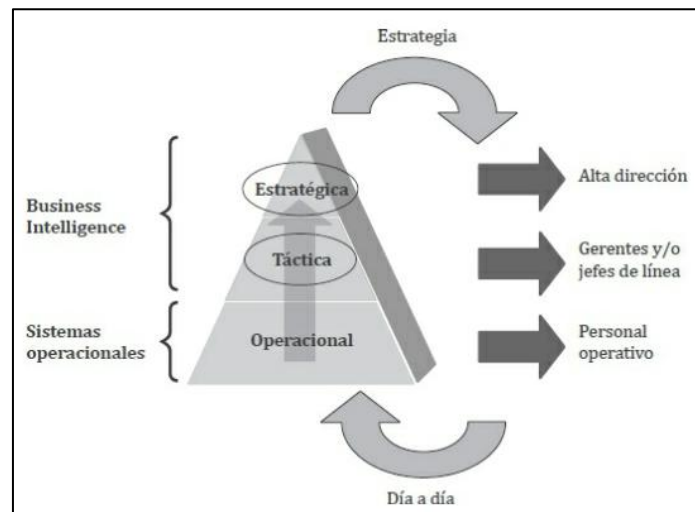 Estrategia
Business
Intelligence
Estratégica
Táctica
Alta dirección
Gerentes y/o
jefes de línea
Sistemas
operacionales
Operacional
Personal
operativo
Día a día